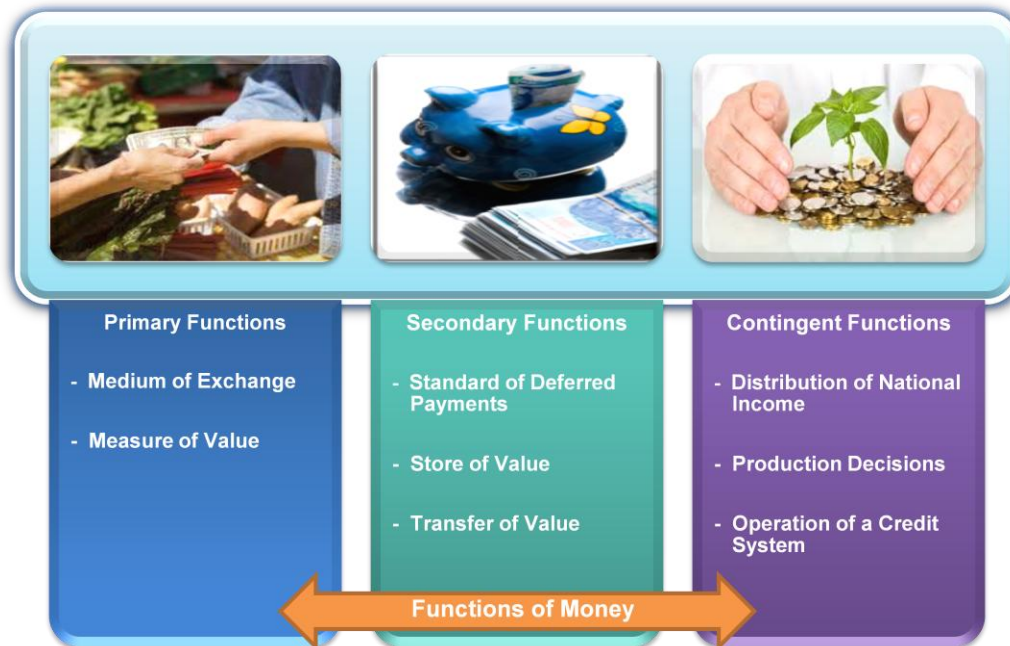 Primary Functions
- Medium of Exchange
- Measure of Value
Secondary Functions
- Standard of Deferred
Payments
- Store of Value
- Transfer of Value
Contingent Functions
- Distribution of National
Income
- Production Decisions
- Operation of a Credit
System
Functions of Money